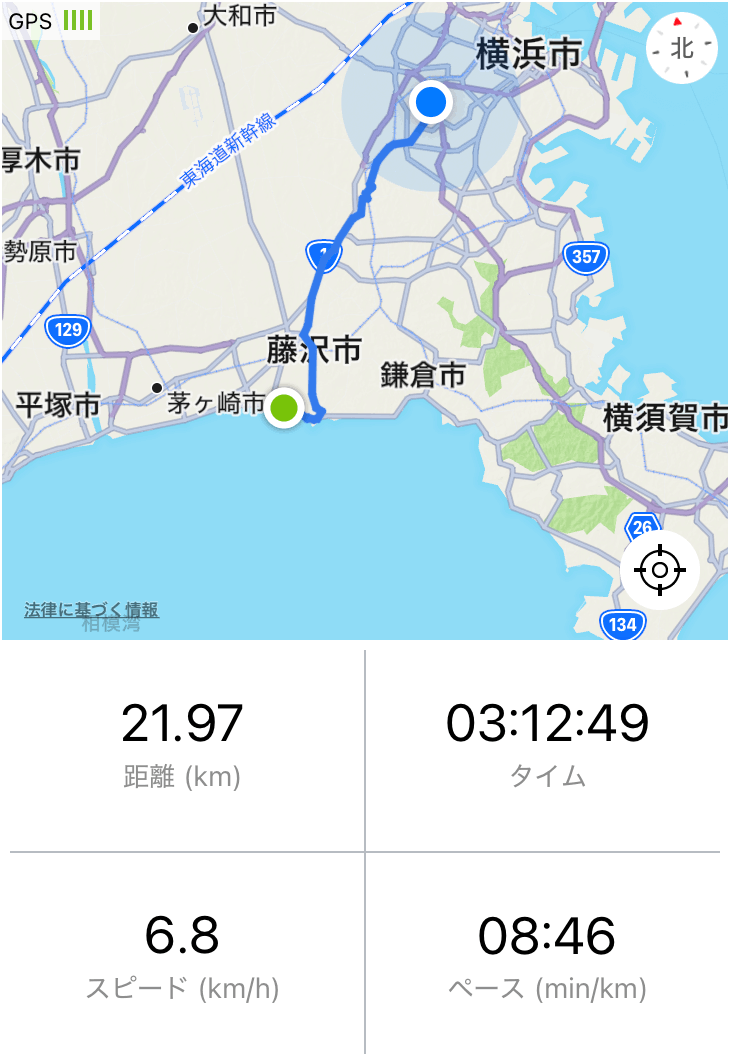 GPS
大和市
横浜市
北
東海道新幹線
厚木市
勢原市
1
357
129
藤沢市
鎌倉市
平塚市
茅ヶ崎市
横須賀市
26
法律に基づく情報
相模湾
134
21.97
距離 (km)
03:12:49
タイム
6.8
スピード (km/h)
08:46
ペース (min/km)